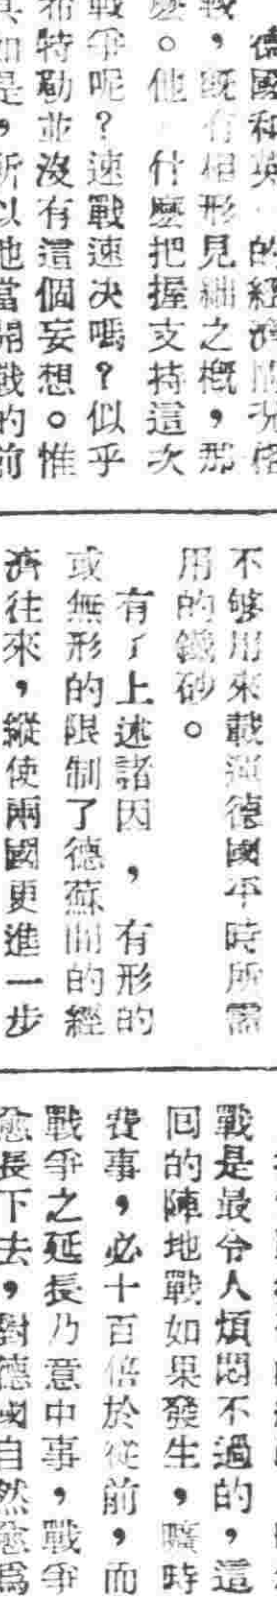 德國和英 的經濟情況
戰，既有相形見絀之概，那
麼。他 什麼把握支持這次
戰爭呢？速戰速决嗎？似乎
希特勒並沒有這個妄想。惟
其如是，所以他當開戰的前
不够用來載運德國平時所需
用的鐵砂。
有了上述諸因，有形的
或無形的限制了德蘇間的經
濟往來，縱使兩國更進一步
戰是最令人煩悶不過的，這
回的陣地戰如果發生，曠時
費事，必十百倍於從前，而
戰爭之延長乃意中事，戰爭
愈長下去，對德國自然愈爲